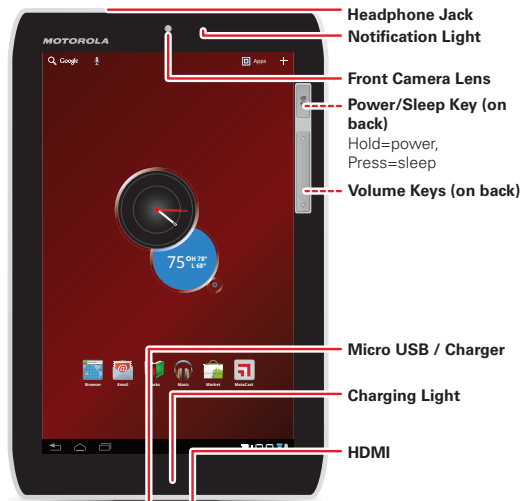 Headphone Jack
MOTOROLA
Notification Light
Google
Apps
Front Camera Lens
Power/Sleep Key (on
back)
Hold=power,
Press=sleep
Volume Keys (on back)
75° H 78°
L 68°
Micro USB / Charger
Browser
Email
Music
Market
MotoCast
Charging Light
HDMI